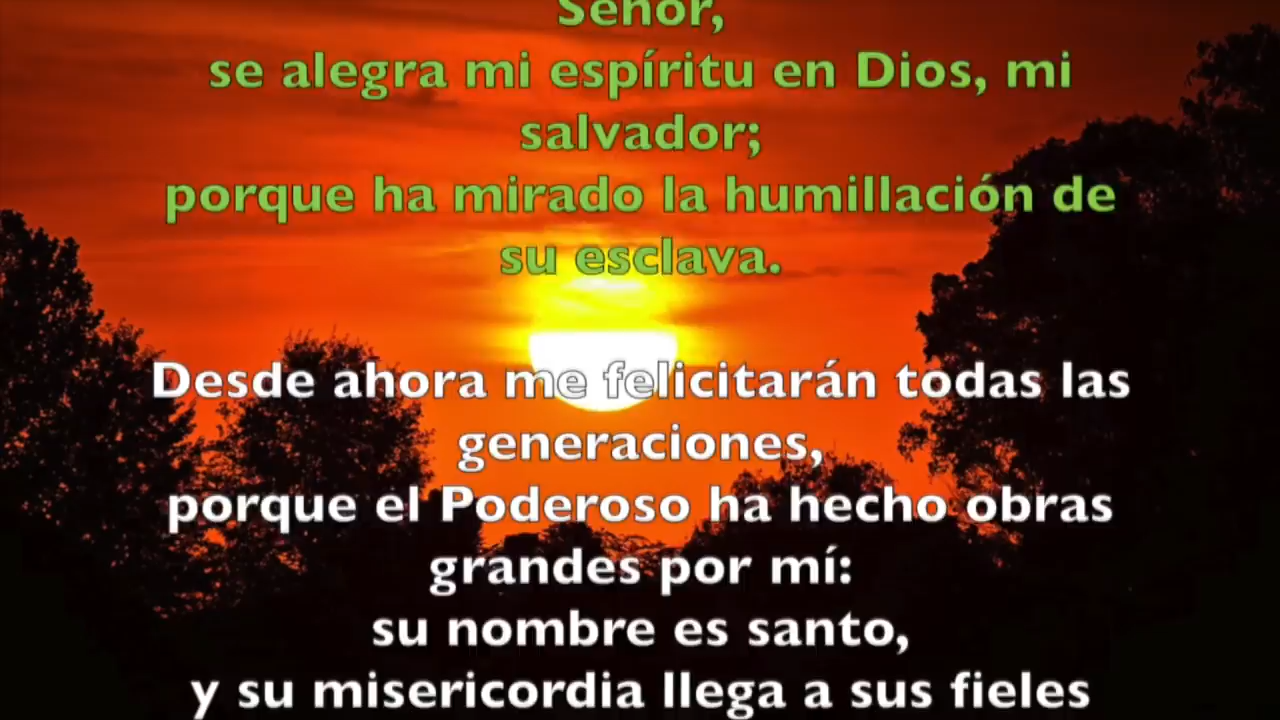 Señor,
se alegra mi espíritu en Dios, mi
salvador;
porque ha mirado la humillación de
su esclava.
Desde ahora me felicitarán todas las
generaciones,
porque el Poderoso ha hecho obras
grandes por mí:
su nombre es santo,
y su misericordia llega a sus fieles